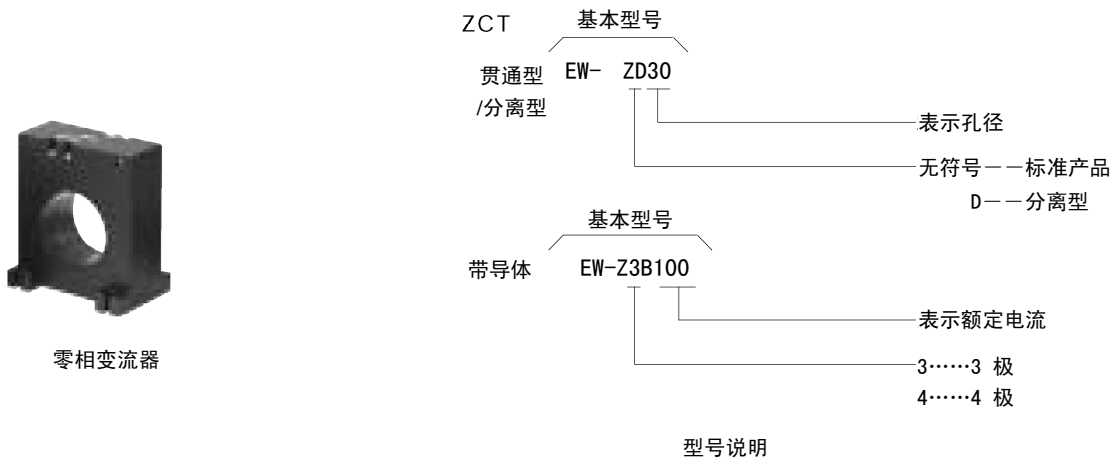 ZCT 基本型号
贯通型 EW- ZD30
/分离型
表示孔径
无符号——标准产品
D——分离型
基本型号
带导体 EW-Z3B100
表示额定电流
零相变流器
3……3 极
4……4 极
型号说明